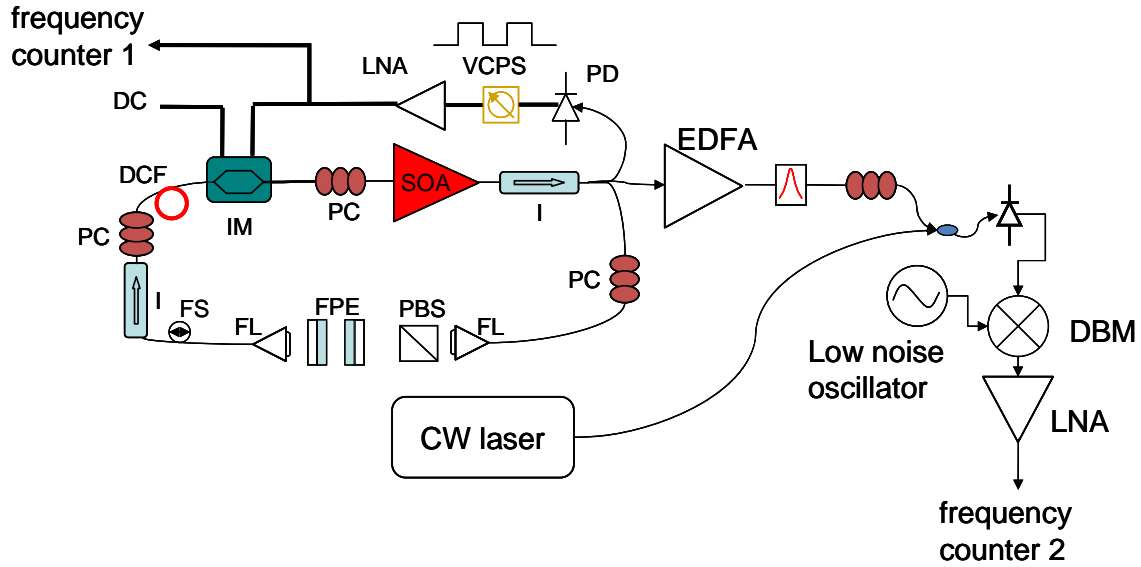 frequency
counter 1
LNA
VCPS
PD
DC
EDFA
DCF
SOA
PC
IM
I
PC
PC
I
FS
FL
FPE
PBS
FL
DBM
Low noise
oscillator
LNA
CW laser
frequency
counter 2